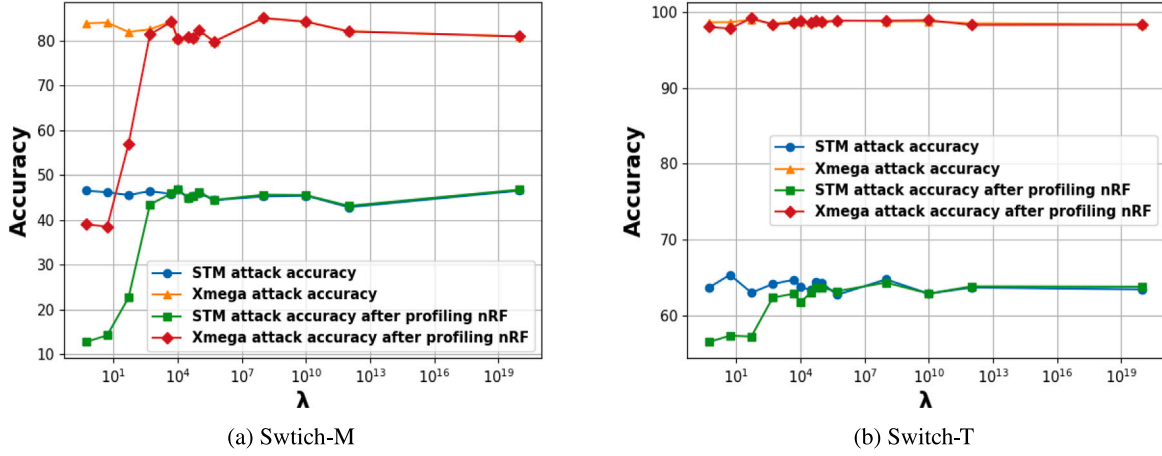 Accuracy
80
70
60
50
40
30
20
10
STM attack accuracy
Xmega attack accuracy
STM attack accuracy after profiling nRF
Xmega attack accuracy after profiling nRF
10^1 10^4 10^7 10^10 10^13 10^16 10^19
λ
(a) Swtich-M
Accuracy
100
90
80
70
60
STM attack accuracy
Xmega attack accuracy
STM attack accuracy after profiling nRF
Xmega attack accuracy after profiling nRF
10^1 10^4 10^7 10^10 10^13 10^16 10^19
λ
(b) Switch-T